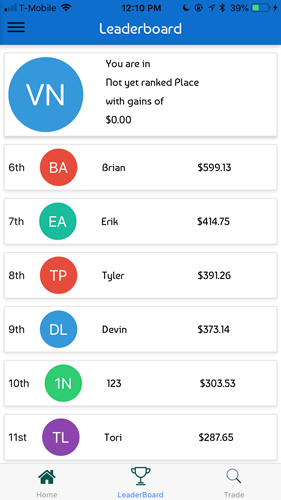 T-Mobile 12:10 PM 39%
Leaderboard
VN
You are in
Not yet ranked Place
with gains of
$0.00
6th BA Brian $599.13
7th EA Erik $414.75
8th TP Tyler $391.26
9th DL Devin $373.14
10th 1N 123 $303.53
11st TL Tori $287.65
Home LeaderBoard Trade